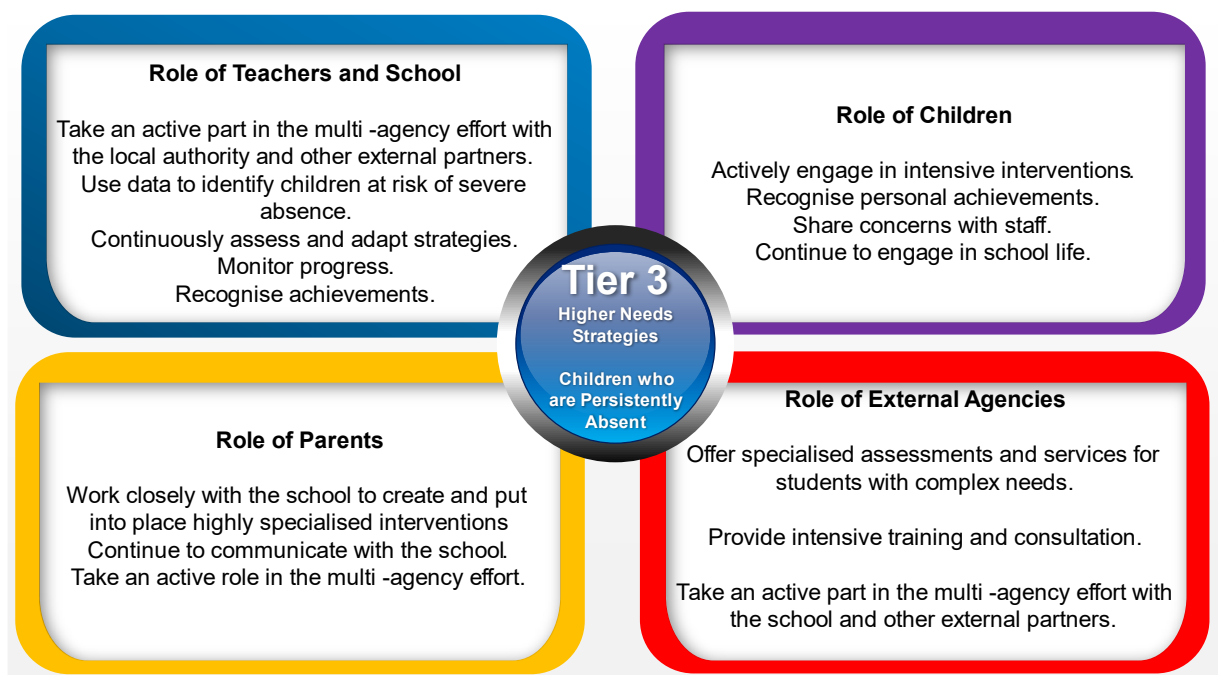 Role of Teachers and School
Take an active part in the multi -agency effort with
the local authority and other external partners.
Use data to identify children at risk of severe
absence.
Continuously assess and adapt strategies.
Monitor progress.
Recognise achievements.
Role of Children
Actively engage in intensive interventions.
Recognise personal achievements.
Share concerns with staff.
Continue to engage in school life.
Tier 3
Higher Needs
Strategies
Children who
are Persistently
Absent
Role of Parents
Work closely with the school to create and put
into place highly specialised interventions
Continue to communicate with the school.
Take an active role in the multi -agency effort.
Role of External Agencies
Offer specialised assessments and services for
students with complex needs.
Provide intensive training and consultation.
Take an active part in the multi -agency effort with
the school and other external partners.